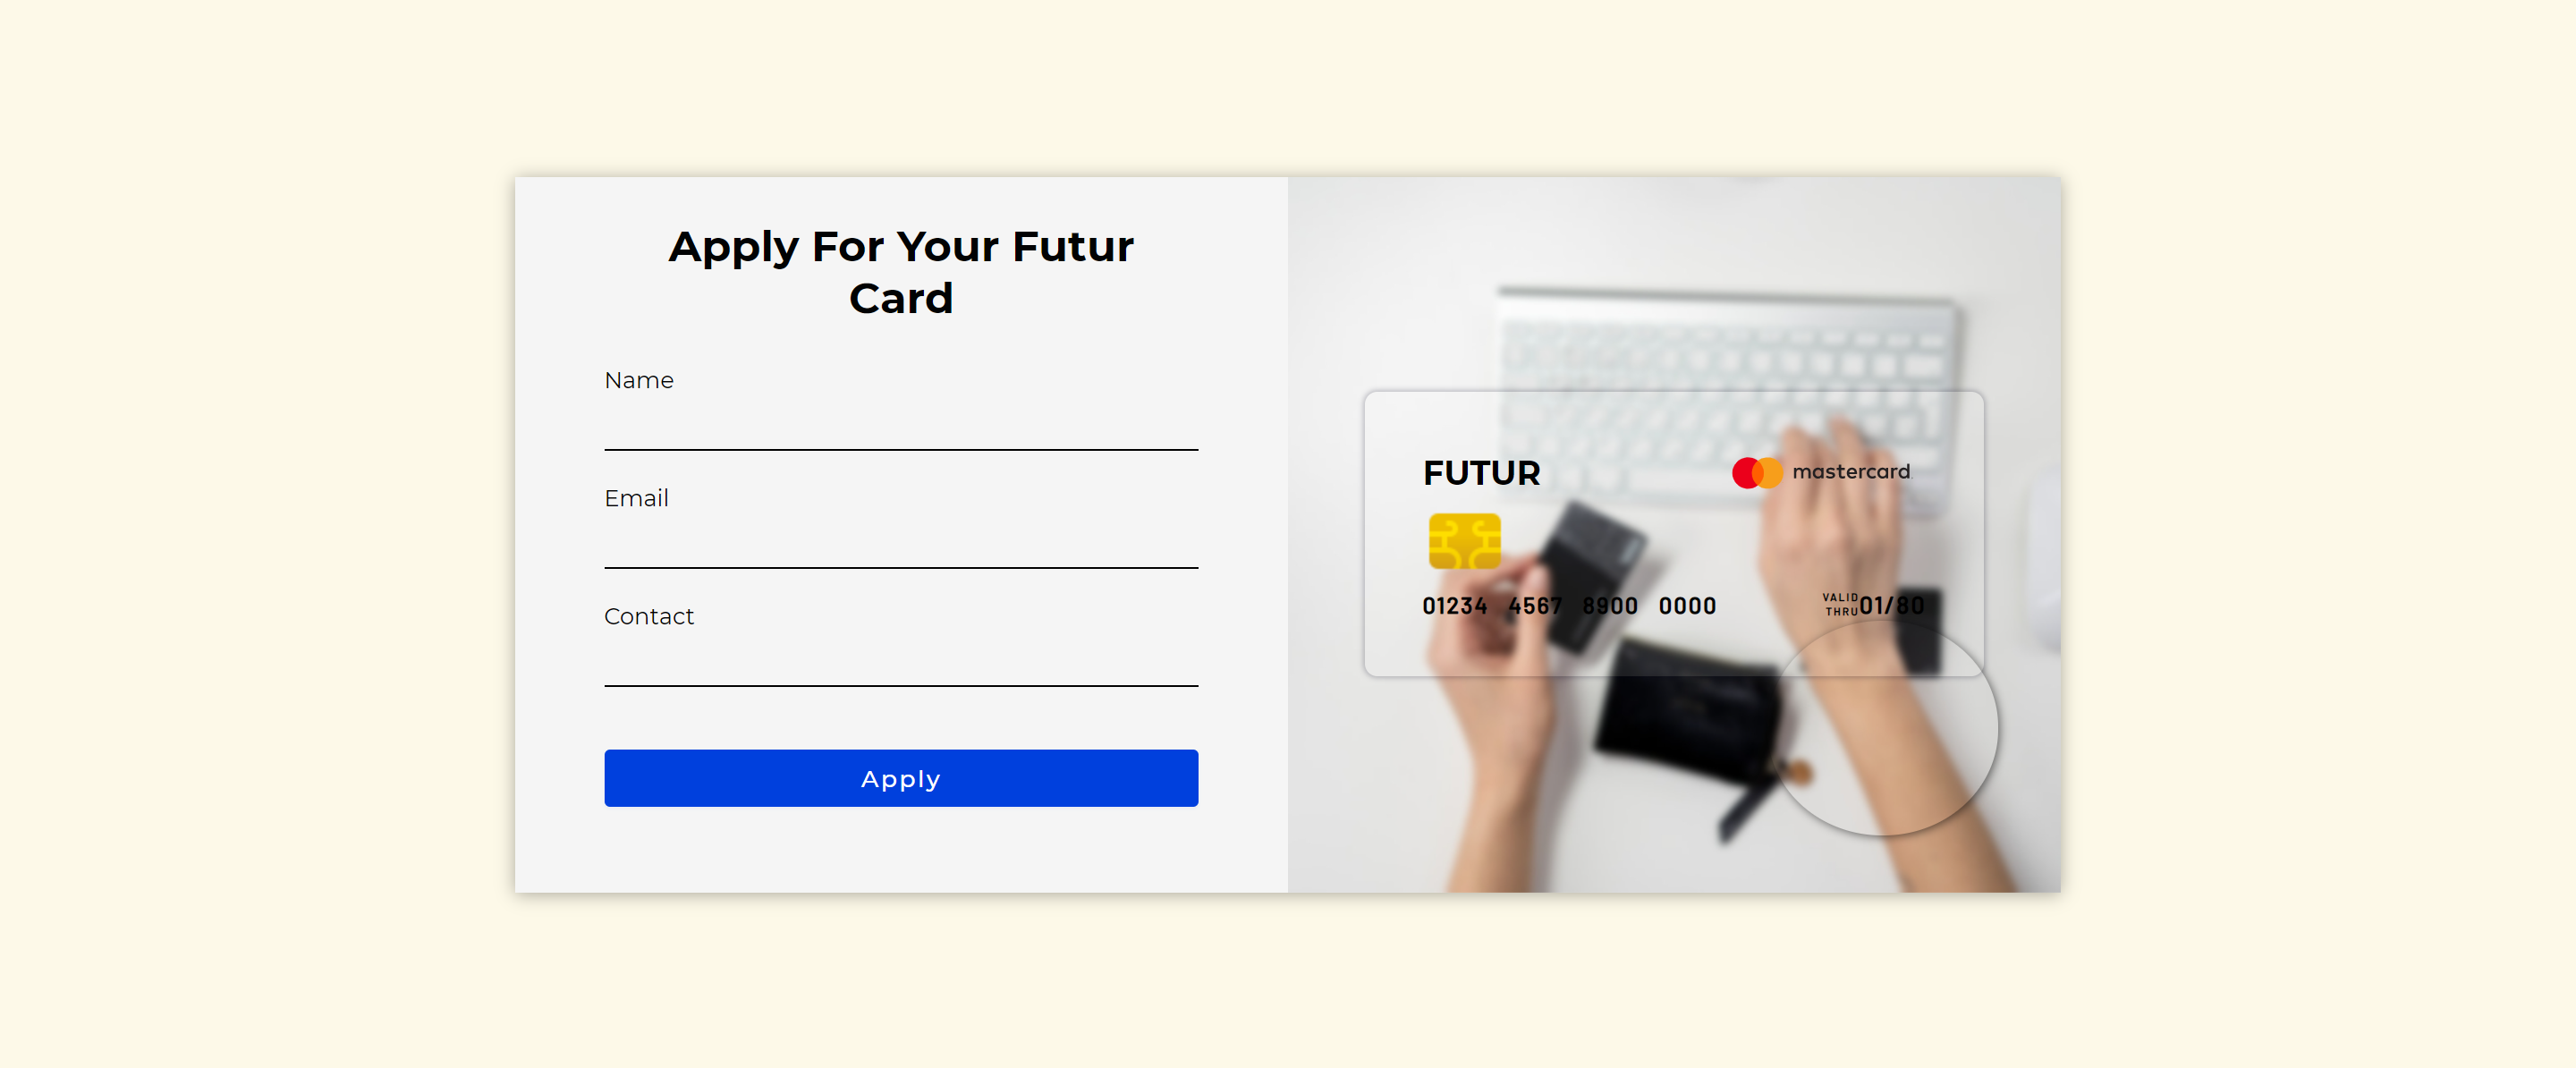 Apply For Your Futur
Card
Name
Email
Contact
Apply
FUTUR
mastercard
01234 4567 8900 0000
VALID
THRU 01/80